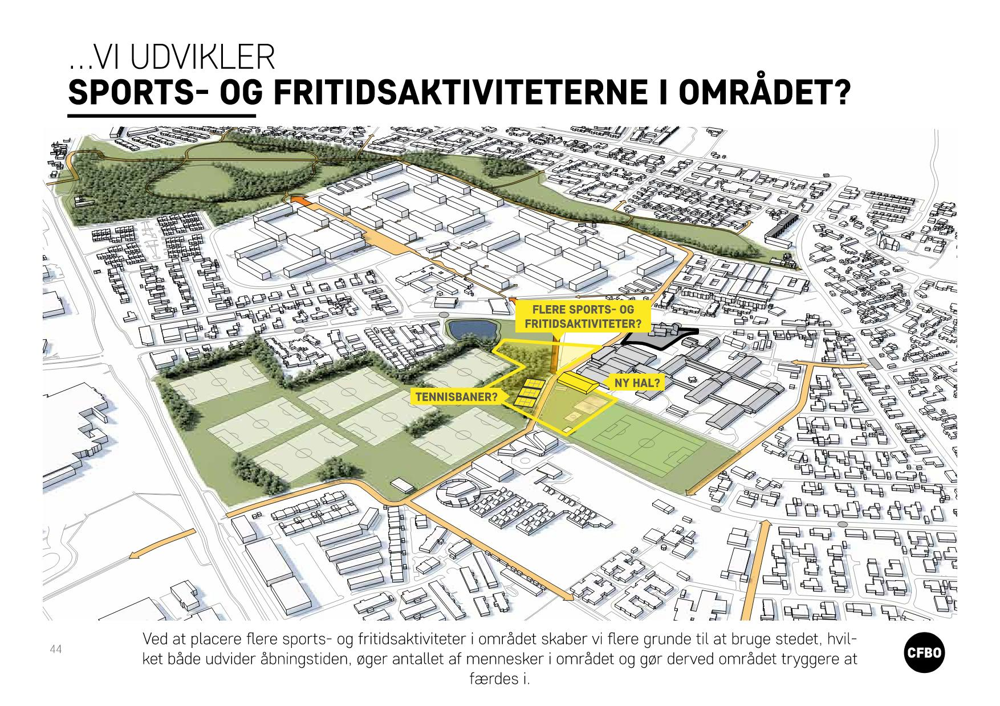 ...VI UDVIKLER
SPORTS- OG FRITIDSAKTIVITETERNE I OMRÅDET?
FLERE SPORTS- OG
FRITIDSAKTIVITETER?
NY HAL?
TENNISBANER?
Ved at placere flere sports- og fritidsaktiviteter i området skaber vi flere grunde til at bruge stedet, hvil-
ket både udvider åbningstiden, øger antallet af mennesker i området og gør derved området tryggere at
færdes i.
44
CFBO